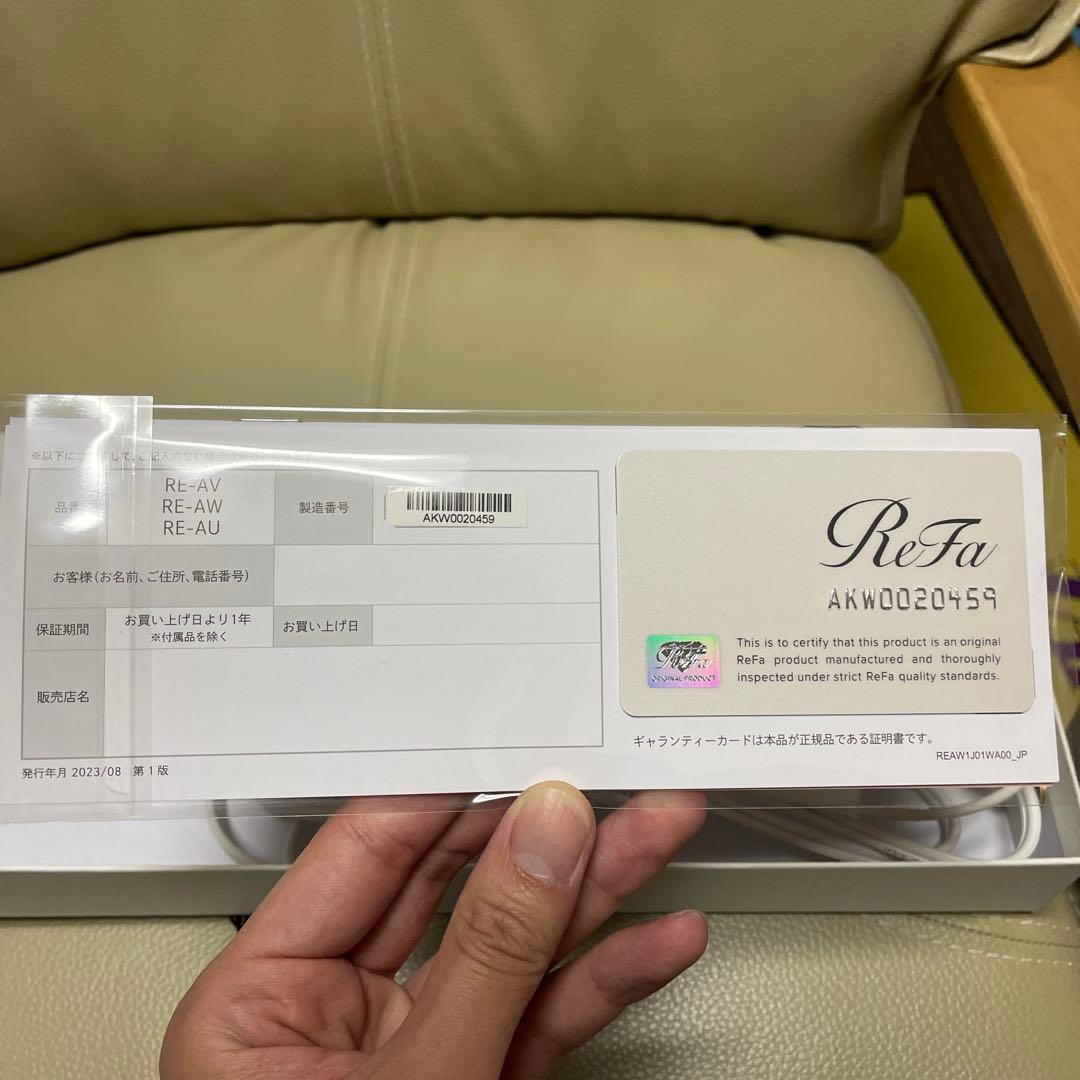 ※以下につ して、ご記入のない場合は無効となります
品番
RE-AV
RE-AW
RE-AU
製造番号
AKW0020459
お客様(お名前、ご住所、電話番号)
保証期間
お買い上げ日より1年
※付属品を除く
お買い上げ日
販売店名
発行年月 2023/08 第1版
ReFa
AKW0020459
ReFa
ORIGINAL PRODUCT
This is to certify that this product is an original
ReFa product manufactured and thoroughly
inspected under strict ReFa quality standards.
ギャランティーカードは本品が正規品である証明書です。
REAW1J01WA00_JP